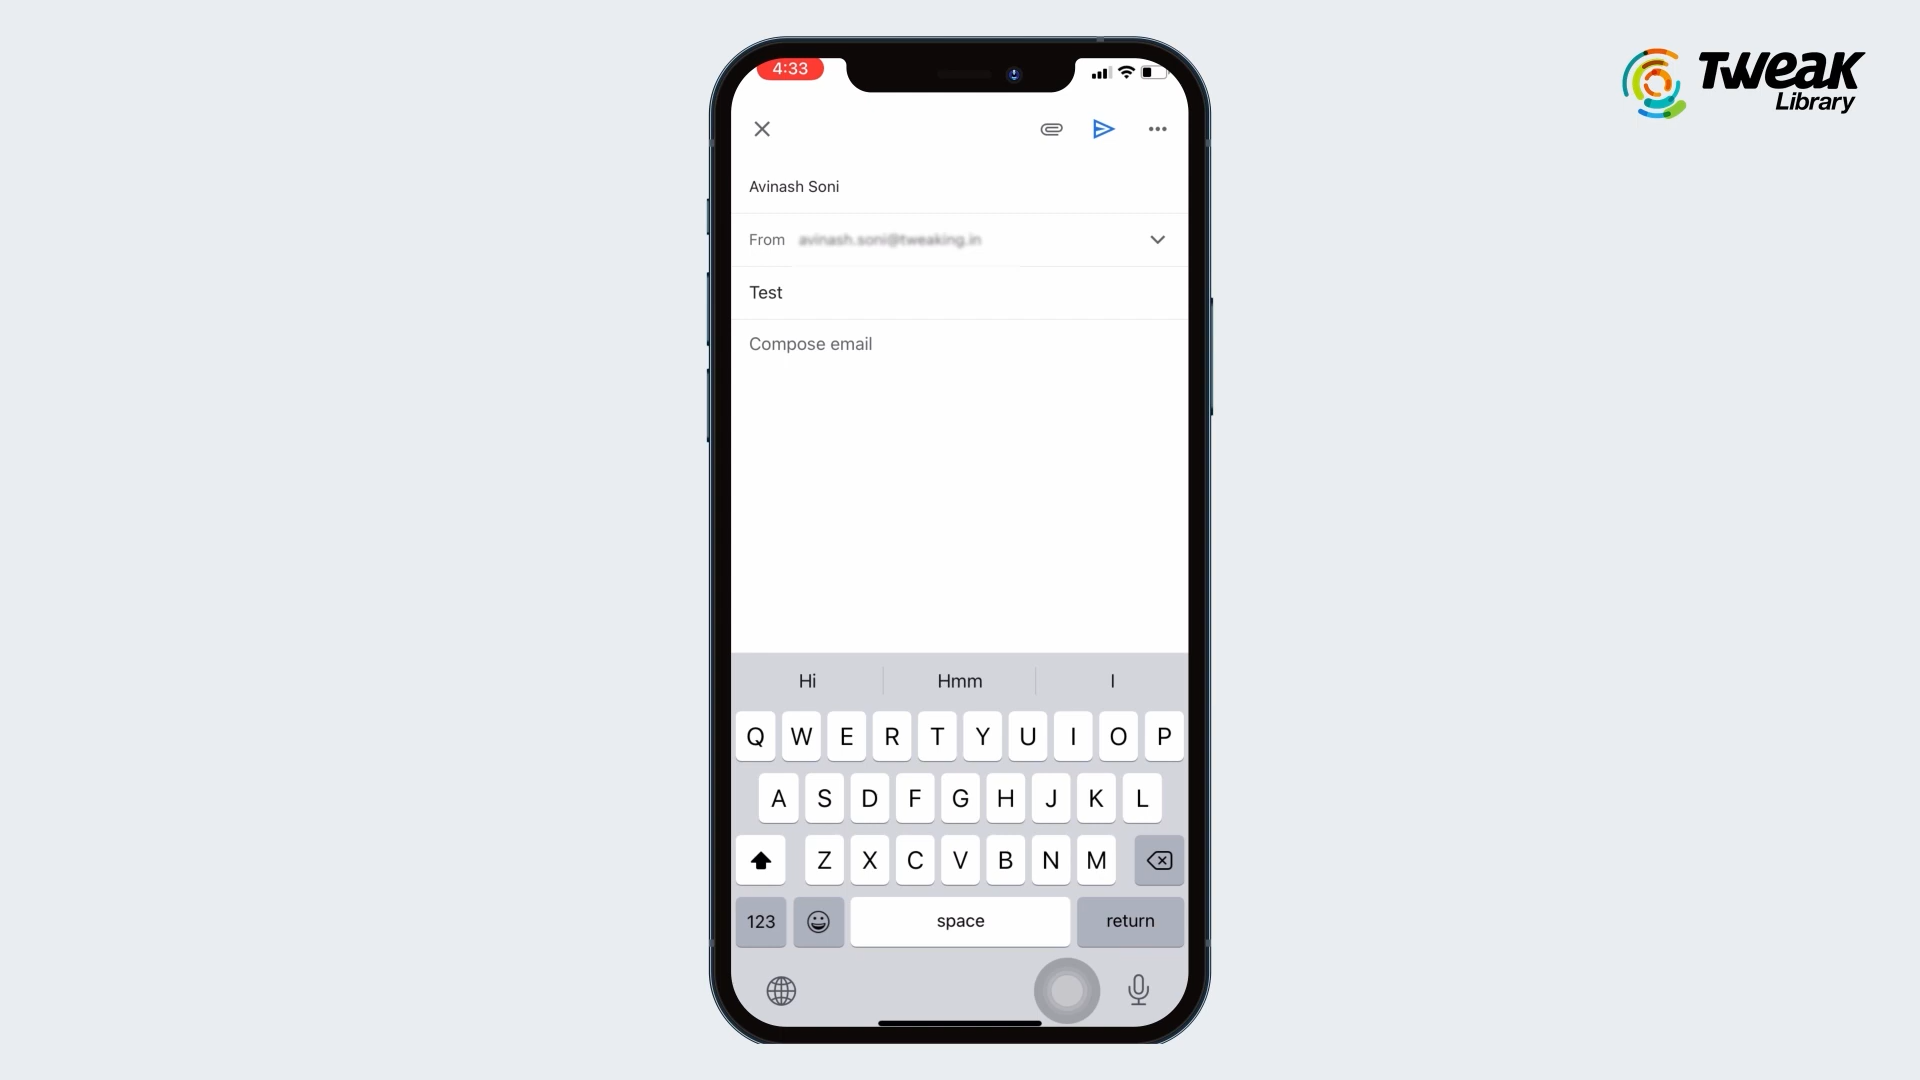 4:33
TWEAK
Library
Avinash Soni
From avinash.soni@tweaking.in
Test
Compose email
Hi Hmm I
Q W E R T Y U I O P
A S D F G H J K L
Z X C V B N M
123 space return